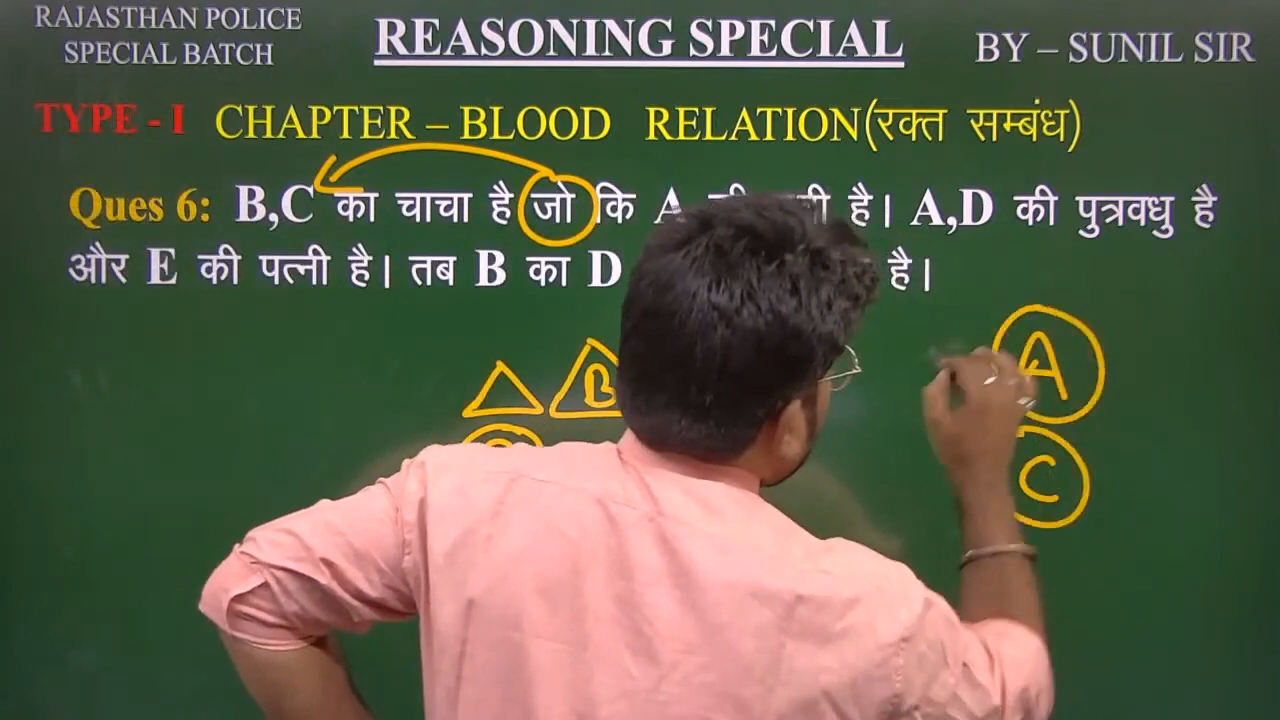 RAJASTHAN POLICE
SPECIAL BATCH
REASONING SPECIAL
BY – SUNIL SIR
TYPE - I CHAPTER – BLOOD RELATION(रक्त सम्बंध)
Ques 6: B,C का चाचा है जो कि A है। A,D की पुत्रवधु है
और E की पत्नी है। तब B का D है।
B
A
C